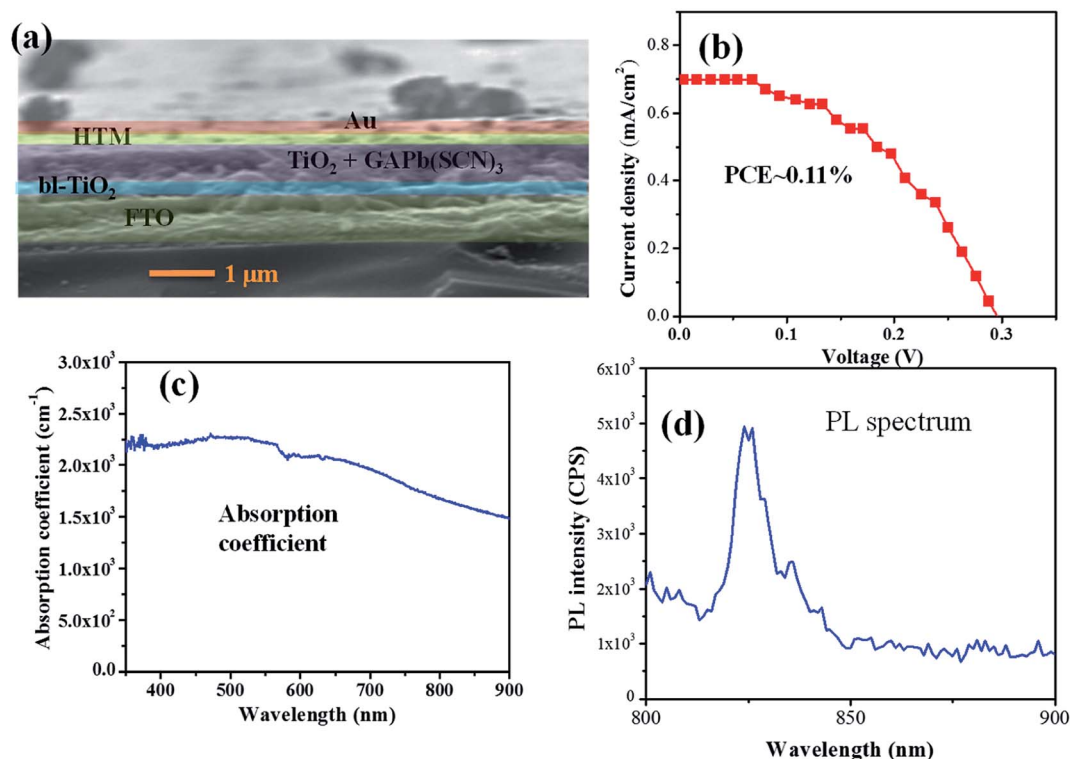 (a)
Au
HTM
TiO₂ + GAPb(SCN)₃
bl-TiO₂
FTO
1 μm
(b)
PCE~0.11%
Current density (mA/cm²)
0.8
0.6
0.4
0.2
0.0
0.0 0.1 0.2 0.3
Voltage (V)
(c)
Absorption
coefficient
Absorption coefficient (cm⁻¹)
3.0x10³
2.5x10³
2.0x10³
1.5x10³
1.0x10³
5.0x10²
0.0
400 500 600 700 800 900
Wavelength (nm)
(d)
PL spectrum
PL intensity (CPS)
6x10³
5x10³
4x10³
3x10³
2x10³
1x10³
0
800 850 900
Wavelength (nm)